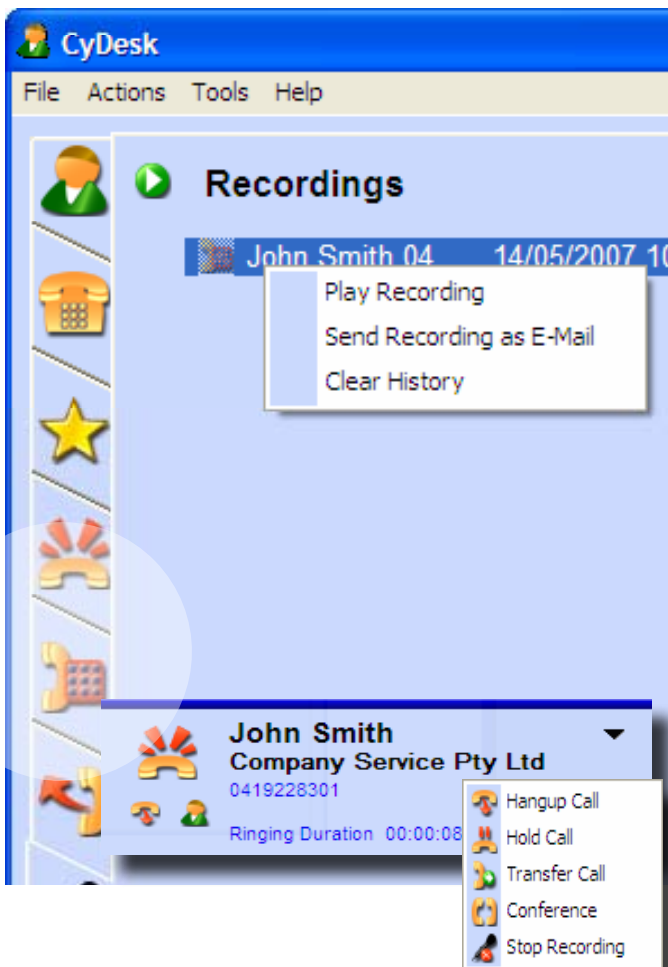 CyDesk
File Actions Tools Help
Recordings
John Smith 04 14/05/2007 10
Play Recording
Send Recording as E-Mail
Clear History
John Smith
Company Service Pty Ltd
0419228301
Ringing Duration 00:00:08
Hangup Call
Hold Call
Transfer Call
Conference
Stop Recording